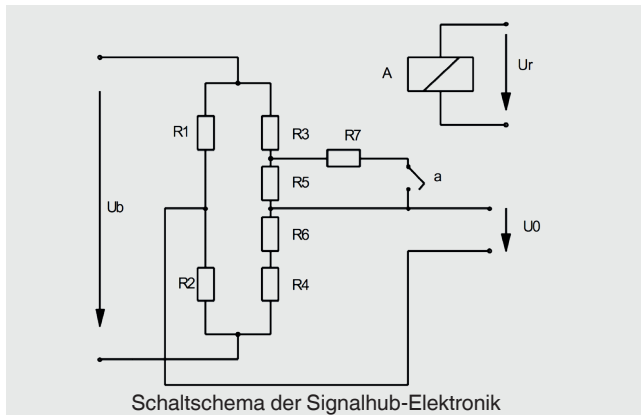 A
Ur
R1
R3
R7
a
R5
Ub
U0
R6
R2
R4
Schaltschema der Signalhub-Elektronik